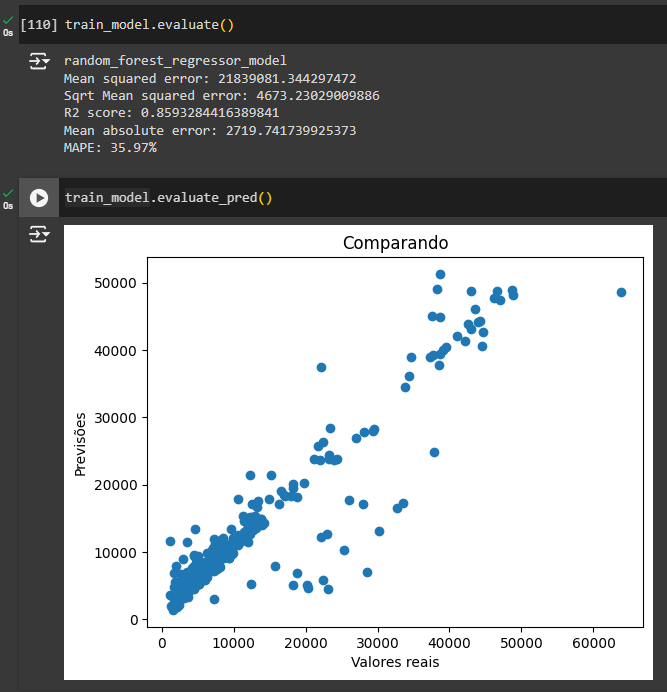 [110] train_model.evaluate()
0s
random_forest_regressor_model
Mean squared error: 21839081.344297472
Sqrt Mean squared error: 4673.23029009886
R2 score: 0.8593284416389841
Mean absolute error: 2719.741739925373
MAPE: 35.97%
train_model.evaluate_pred()
0s
Comparando
50000
40000
30000
20000
10000
0
Previsões
0 10000 20000 30000 40000 50000 60000
Valores reais